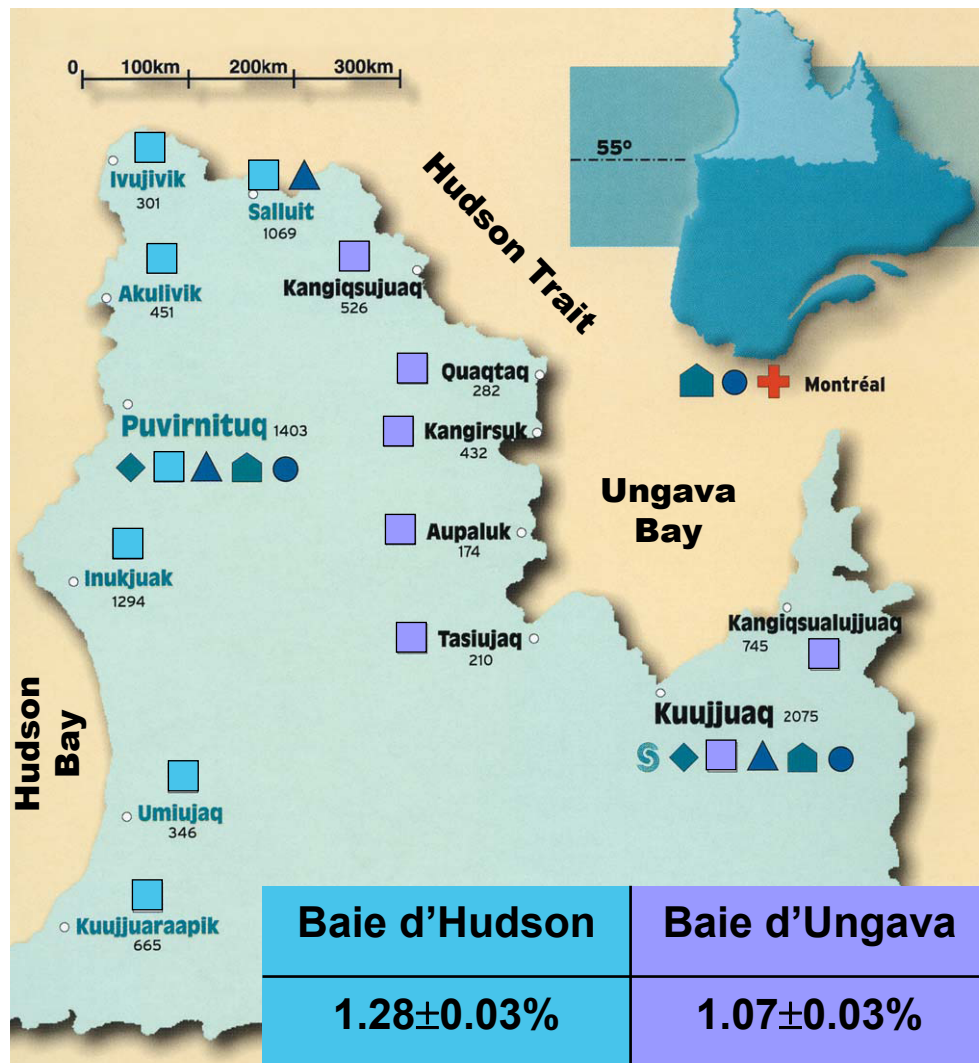 0 100km 200km 300km
55º
Montréal
Hudson Trait
Ivujivik
301
Salluit
1069
Kangiqsujuaq
526
Akulivik
451
Quaqtaq
282
Puvirnituq 1403
Kangirsuk
432
Ungava
Bay
Aupaluk
174
Inukjuak
1294
Kangiqsualujjuaq
745
Tasiujaq
210
Kuujjuaq 2075
S
Hudson
Bay
Umiujaq
346
Kuujjuaraapik
665
Baie d’Hudson
Baie d’Ungava
1.28±0.03%
1.07±0.03%